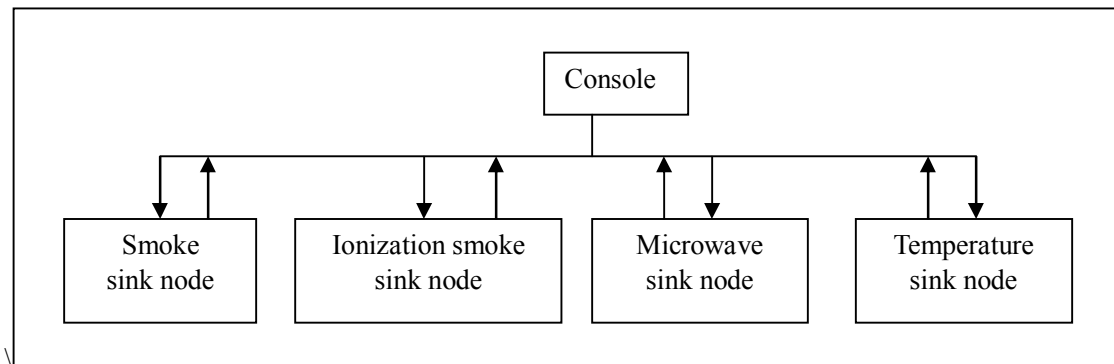 Console
Smoke
sink node
Ionization smoke
sink node
Microwave
sink node
Temperature
sink node
\